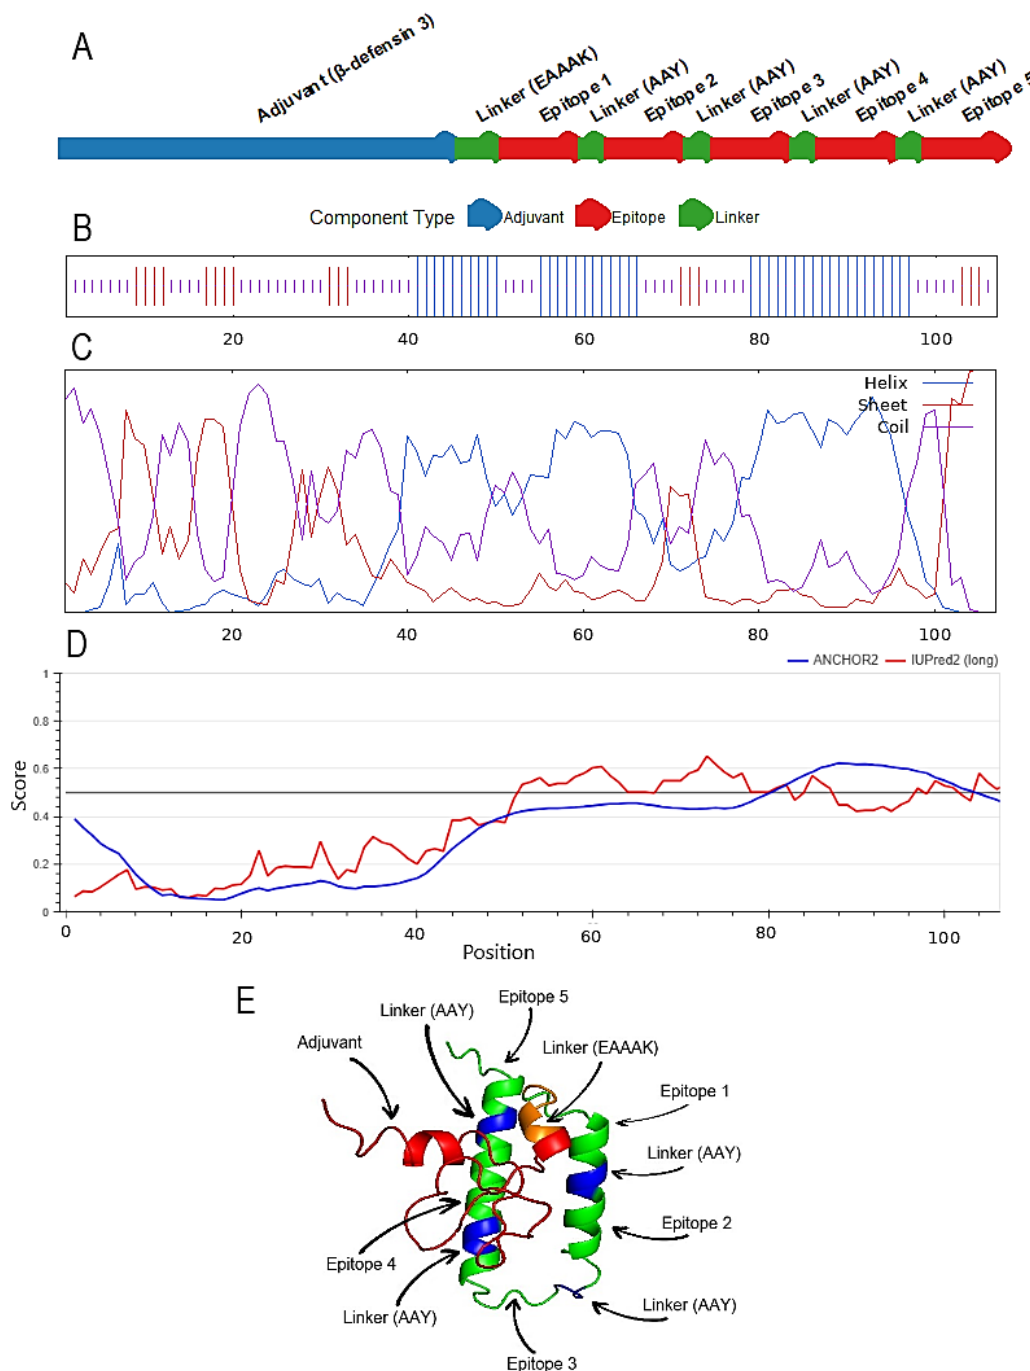 A
Adjuvant (β-defensin 3)
Linker (EAAAK)
Epitope 1
Linker (AAY)
Epitope 2
Linker (AAY)
Epitope 3
Linker (AAY)
Epitope 4
Linker (AAY)
Epitope 5
Component Type Adjuvant Epitope Linker
B
20 40 60 80 100
C
Helix
Sheet
Coil
20 40 60 80 100
D
ANCHOR2 IUPred2 (long)
1
0.8
0.6
0.4
0.2
0
Score
0 20 40 60 80 100
Position
E
Epitope 5
Linker (AAY)
Adjuvant
Linker (EAAAK)
Epitope 1
Linker (AAY)
Epitope 2
Epitope 4
Linker (AAY)
Linker (AAY)
Epitope 3